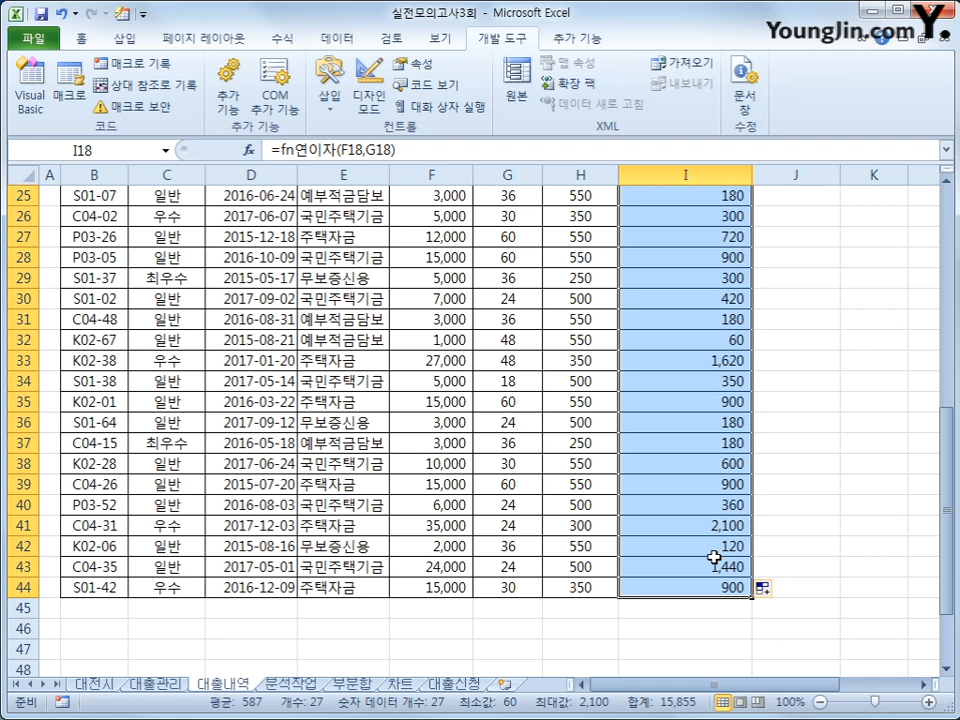 실전모의고사3회 - Microsoft Excel
YoungJin.com Y.
파일 홈 삽입 페이지 레이아웃 수식 데이터 검토 보기 개발 도구 추가 기능
Visual Basic 매크로 매크로 기록 상대 참조로 기록 매크로 보안 코드
추가 기능 COM 추가 기능 추가 기능
삽입 디자인 모드 속성 코드 보기 대화 상자 실행 컨트롤
원본 맵 속성 확장 팩 데이터 새로 고침 가져오기 내보내기 XML
문서 창 수정
I18 fx =fn연이자(F18,G18)
A B C D E F G H I J K
25 S01-07 일반 2016-06-24 예부적금담보 3,000 36 550 180
26 C04-02 우수 2017-06-07 국민주택기금 5,000 30 350 300
27 P03-26 일반 2015-12-18 주택자금 12,000 60 550 720
28 P03-05 일반 2016-10-09 국민주택기금 15,000 60 550 900
29 S01-37 최우수 2015-05-17 무보증신용 5,000 36 250 300
30 S01-02 일반 2017-09-02 국민주택기금 7,000 24 500 420
31 C04-48 일반 2016-08-31 예부적금담보 3,000 36 550 180
32 K02-67 일반 2015-08-21 예부적금담보 1,000 48 550 60
33 K02-38 우수 2017-01-20 주택자금 27,000 48 350 1,620
34 S01-38 일반 2017-05-14 국민주택기금 5,000 18 500 350
35 K02-01 일반 2016-03-22 주택자금 15,000 60 550 900
36 S01-64 일반 2017-09-12 무보증신용 3,000 24 500 180
37 C04-15 최우수 2016-05-18 예부적금담보 3,000 36 250 180
38 K02-28 일반 2017-06-24 국민주택기금 10,000 30 550 600
39 C04-26 일반 2015-07-20 주택자금 15,000 60 550 900
40 P03-52 일반 2016-08-03 국민주택기금 6,000 24 500 360
41 C04-31 우수 2017-12-03 주택자금 35,000 24 300 2,100
42 K02-06 일반 2015-08-16 무보증신용 2,000 36 550 120
43 C04-35 일반 2017-05-01 국민주택기금 24,000 24 500 1,440
44 S01-42 우수 2016-12-09 주택자금 15,000 30 350 900
45
46
47
48
대전시 대출관리 대출내역 분석작업 부분합 차트 대출신청
준비 평균: 587 개수: 27 숫자 데이터 개수: 27 최소값: 60 최대값: 2,100 합계: 15,855 100%